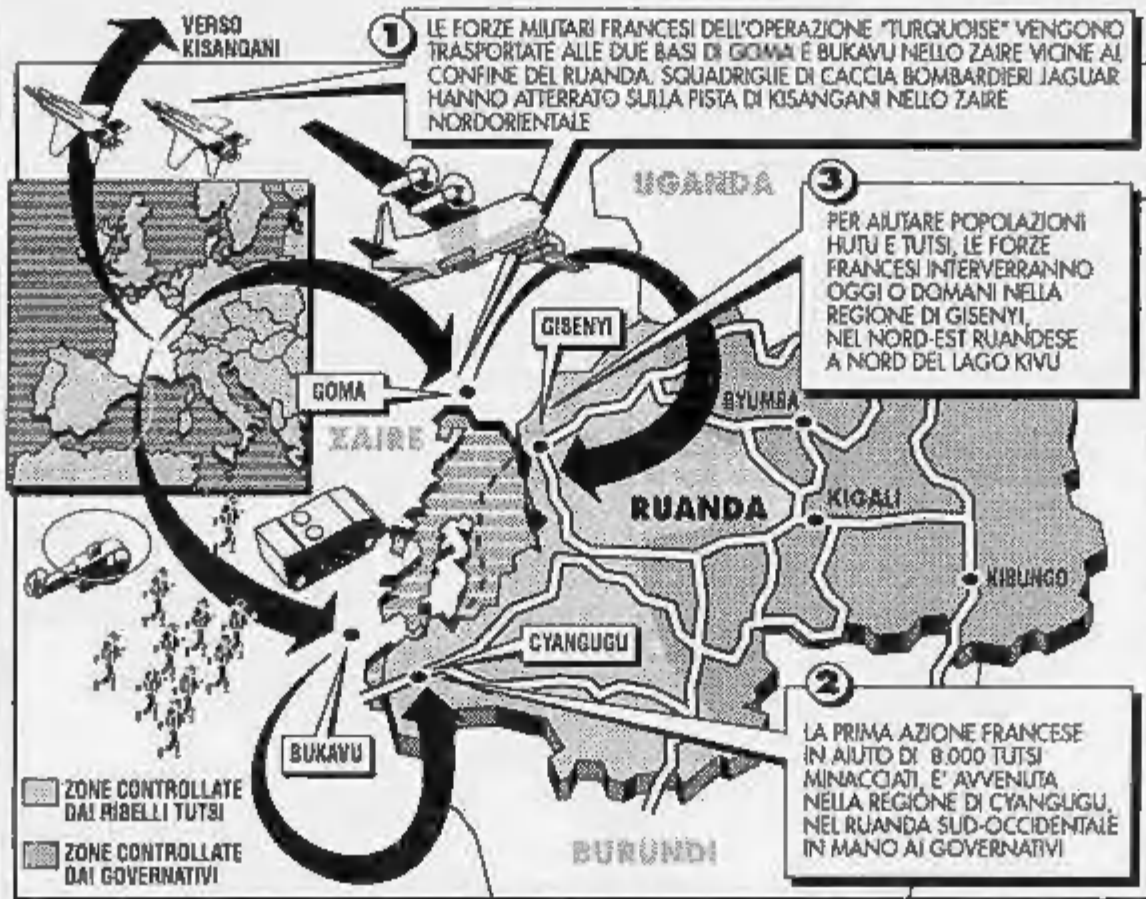 VERSO
KISANGANI
1
LE FORZE MILITARI FRANCESI DELL'OPERAZIONE "TURQUOISE" VENGONO
TRASPORTATE ALLE DUE BASI DI GOMA E BUKAVU NELLO ZAIRE VICINE AL
CONFINE DEL RUANDA. SQUADRIGLIE DI CACCIA BOMBARDIERI JAGUAR
HANNO ATTERRATO SULLA PISTA DI KISANGANI NELLO ZAIRE
NORDORIENTALE
UGANDA
3
PER AIUTARE POPOLAZIONI
HUTU E TUTSI, LE FORZE
FRANCESI INTERVERRANNO
OGGI O DOMANI NELLA
REGIONE DI GISENYI,
NEL NORD-EST RUANDESE
A NORD DEL LAGO KIVU
GISENYI
GOMA
ZAIRE
BYUMBA
RUANDA
KIGALI
KIBUNGO
CYANGUGU
BUKAVU
2
LA PRIMA AZIONE FRANCESE
IN AIUTO DI 8.000 TUTSI
MINACCIATI, E' AVVENUTA
NELLA REGIONE DI CYANGUGU,
NEL RUANDA SUD-OCCIDENTALE
IN MANO AI GOVERNATIVI
BURUNDI
ZONE CONTROLLATE
DAI RIBELLI TUTSI
ZONE CONTROLLATE
DAI GOVERNATIVI